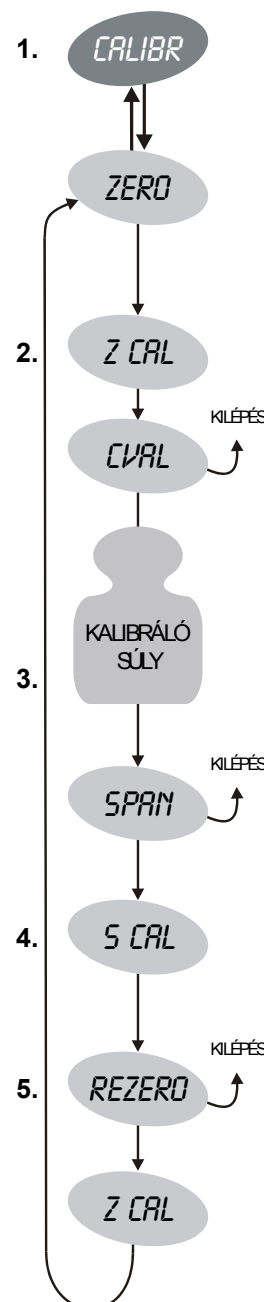 1.
CALIBR
ZERO
2.
Z CAL
KILÉPÉS
CVAL
KALIBRÁLÓ
SÚLY
3.
KILÉPÉS
SPAN
4.
S CAL
KILÉPÉS
5.
REZERO
Z CAL